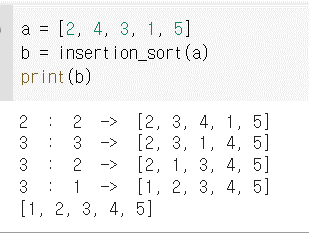 a = [2, 4, 3, 1, 5]
b = insertion_sort(a)
print(b)
2 : 2 -> [2, 3, 4, 1, 5]
3 : 3 -> [2, 3, 1, 4, 5]
3 : 2 -> [2, 1, 3, 4, 5]
3 : 1 -> [1, 2, 3, 4, 5]
[1, 2, 3, 4, 5]